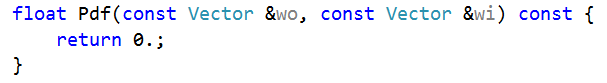 float Pdf(const Vector &wo, const Vector &wi) const {
    return 0.;
}